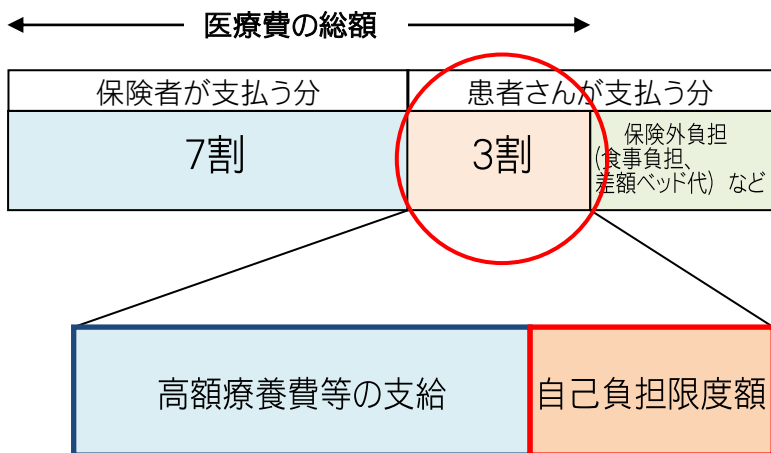 医療費の総額
保険者が支払う分
患者さんが支払う分
7割
3割
保険外負担
(食事負担、
差額ベッド代) など
高額療養費等の支給
自己負担限度額